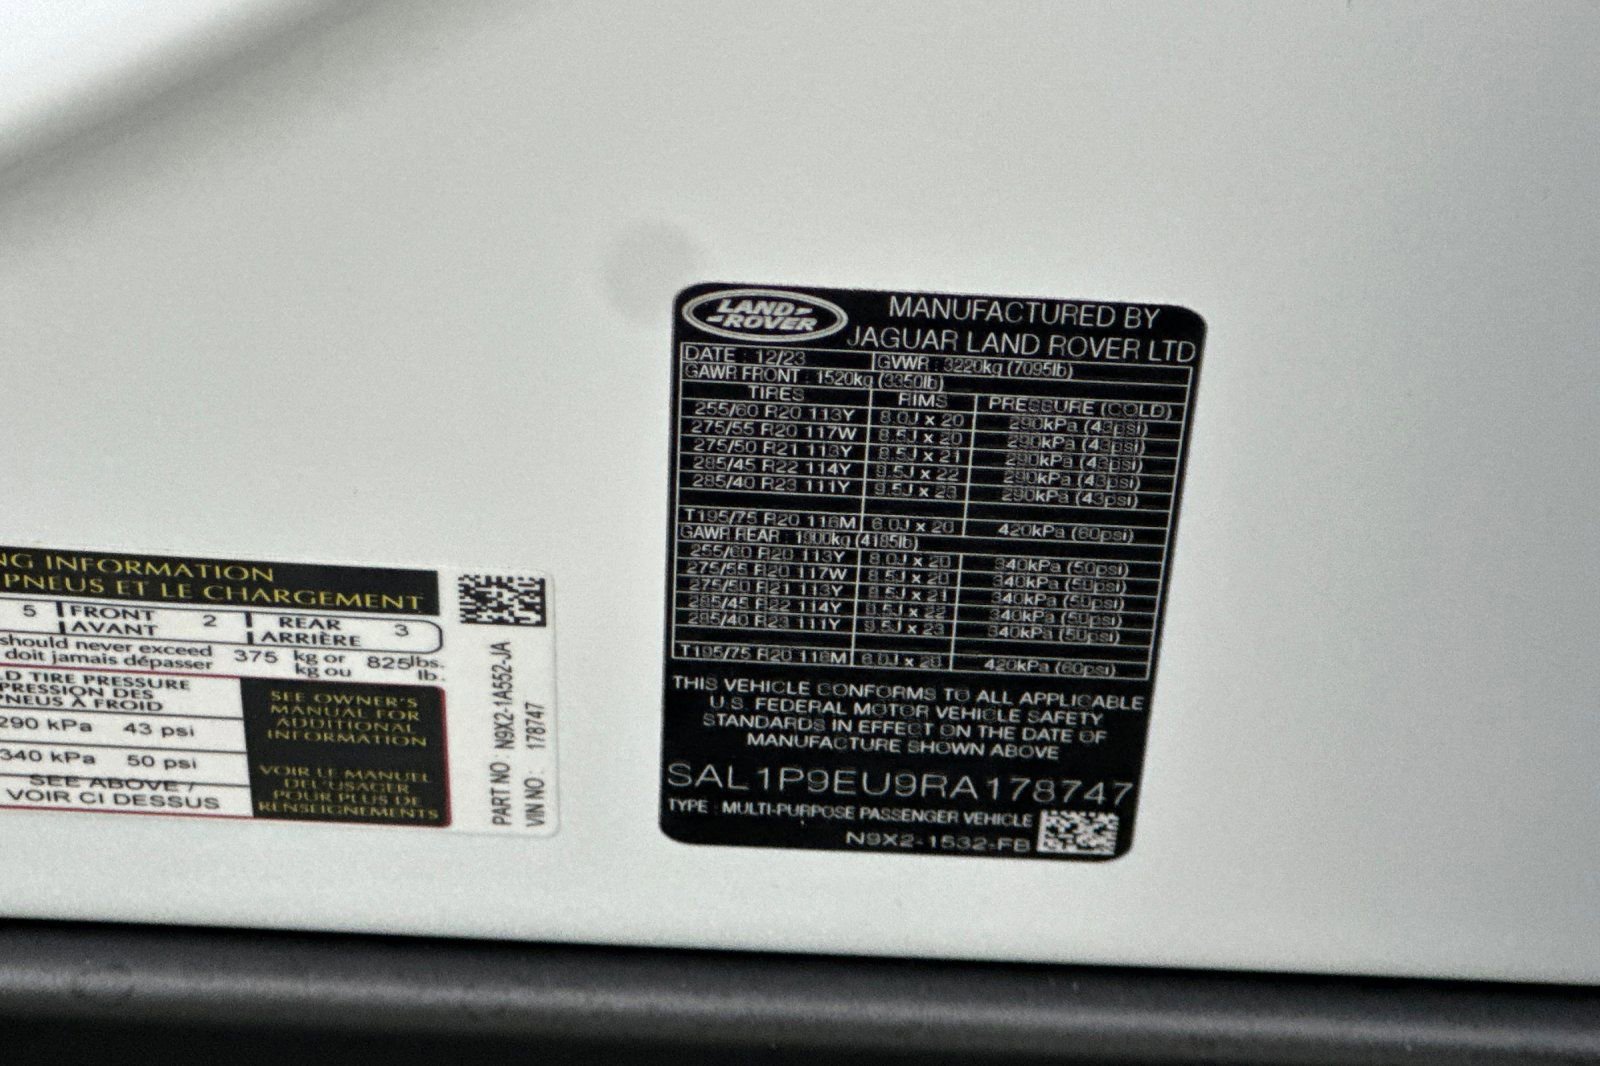 NG INFORMATION
PNEUS ET LE CHARGEMENT
5 FRONT 2 REAR 3
AVANT ARRIÈRE
should never exceed 375 kg or 825 lbs.
doit jamais dépasser kg ou lb.
D TIRE PRESSURE
PRESSION DES
PNEUS À FROID
290 kPa 43 psi
340 kPa 50 psi
SEE ABOVE /
VOIR CI DESSUS
SEE OWNER'S
MANUAL FOR
ADDITIONAL
INFORMATION
VOIR LE MANUEL
DE L'USAGER
POUR PLUS DE
RENSEIGNEMENTS
PART NO : N9X2-1A552-JA
VIN NO : 178747
LAND ROVER
MANUFACTURED BY
JAGUAR LAND ROVER LTD
DATE : 12/23 GVWR : 3220kg (7095lb)
GAWR FRONT : 1520kg (3350lb)
TIRES RIMS PRESSURE (COLD)
255/60 R20 113Y 8.0J x 20 290kPa (43psi)
275/55 R20 117W 8.5J x 20 290kPa (43psi)
275/50 R21 113Y 9.5J x 21 290kPa (43psi)
285/45 R22 114Y 9.5J x 22 290kPa (43psi)
285/40 R23 111Y 9.5J x 23 290kPa (43psi)
T195/75 R20 116M 6.0J x 20 420kPa (60psi)
GAWR REAR : 1900kg (4185lb)
255/60 R20 113Y 8.0J x 20 340kPa (50psi)
275/55 R20 117W 8.5J x 20 340kPa (50psi)
275/50 R21 113Y 9.5J x 21 340kPa (50psi)
285/45 R22 114Y 9.5J x 22 340kPa (50psi)
285/40 R23 111Y 9.5J x 23 340kPa (50psi)
T195/75 R20 116M 6.0J x 20 420kPa (60psi)
THIS VEHICLE CONFORMS TO ALL APPLICABLE
U.S. FEDERAL MOTOR VEHICLE SAFETY
STANDARDS IN EFFECT ON THE DATE OF
MANUFACTURE SHOWN ABOVE
SAL1P9EU9RA178747
TYPE : MULTI-PURPOSE PASSENGER VEHICLE
N9X2-1532-FB